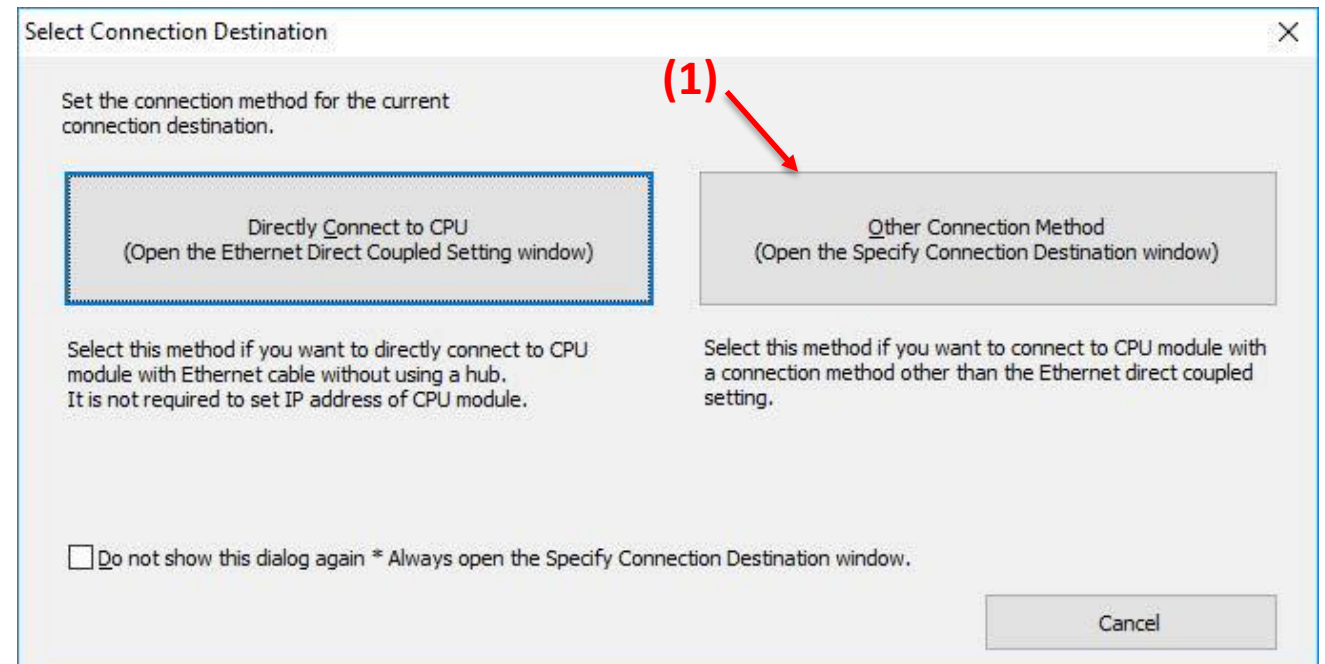 Select Connection Destination
(1)
Set the connection method for the current
connection destination.
Directly Connect to CPU
(Open the Ethernet Direct Coupled Setting window)
Other Connection Method
(Open the Specify Connection Destination window)
Select this method if you want to directly connect to CPU
module with Ethernet cable without using a hub.
It is not required to set IP address of CPU module.
Select this method if you want to connect to CPU module with
a connection method other than the Ethernet direct coupled
setting.
Do not show this dialog again * Always open the Specify Connection Destination window.
Cancel